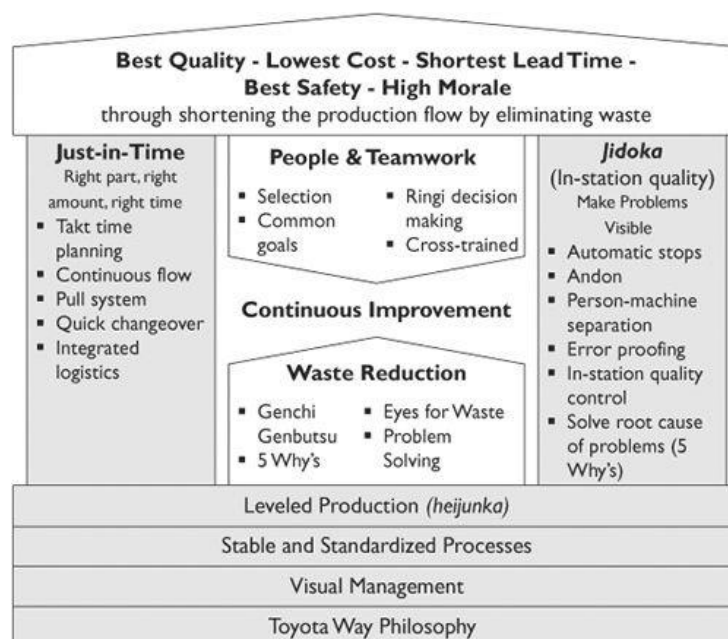 Best Quality - Lowest Cost - Shortest Lead Time -
Best Safety - High Morale
through shortening the production flow by eliminating waste
Just-in-Time
Right part, right
amount, right time
▪ Takt time
planning
▪ Continuous flow
▪ Pull system
▪ Quick changeover
▪ Integrated
logistics
People & Teamwork
▪ Selection
▪ Common
goals
▪ Ringi decision
making
▪ Cross-trained
Continuous Improvement
Waste Reduction
▪ Genchi
Genbutsu
▪ 5 Why's
▪ Eyes for Waste
▪ Problem
Solving
Jidoka
(In-station quality)
Make Problems
Visible
▪ Automatic stops
▪ Andon
▪ Person-machine
separation
▪ Error proofing
▪ In-station quality
control
▪ Solve root cause
of problems (5
Why's)
Leveled Production (heijunka)
Stable and Standardized Processes
Visual Management
Toyota Way Philosophy